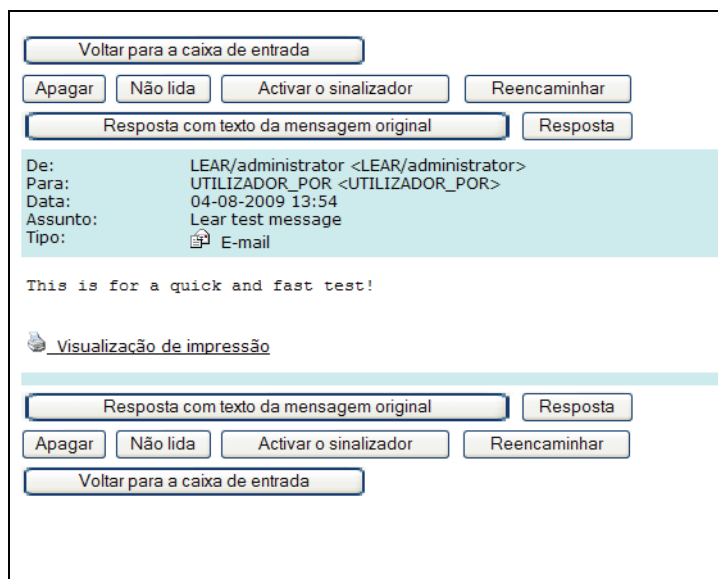 Voltar para a caixa de entrada
Apagar Não lida Activar o sinalizador Reencaminhar
Resposta com texto da mensagem original Resposta
De: LEAR/administrator <LEAR/administrator>
Para: UTILIZADOR_POR <UTILIZADOR_POR>
Data: 04-08-2009 13:54
Assunto: Lear test message
Tipo: E-mail
This is for a quick and fast test!
Visualização de impressão
Resposta com texto da mensagem original Resposta
Apagar Não lida Activar o sinalizador Reencaminhar
Voltar para a caixa de entrada